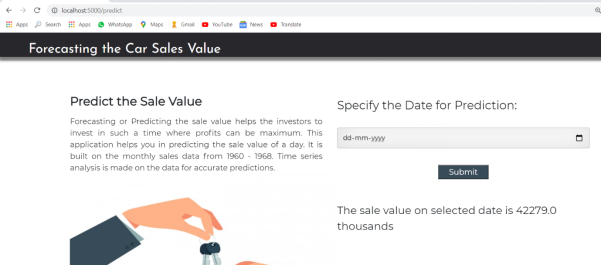 localhost:5000/predict
Apps Search Apps WhatsApp Maps Gmail YouTube News Translate
Forecasting the Car Sales Value
Predict the Sale Value
Forecasting or Predicting the sale value helps the investors to
invest in such a time where profits can be maximum. This
application helps you in predicting the sale value of a day. It is
built on the monthly sales data from 1960 - 1968. Time series
analysis is made on the data for accurate predictions.
Specify the Date for Prediction:
dd-mm-yyyy
Submit
The sale value on selected date is 42279.0
thousands